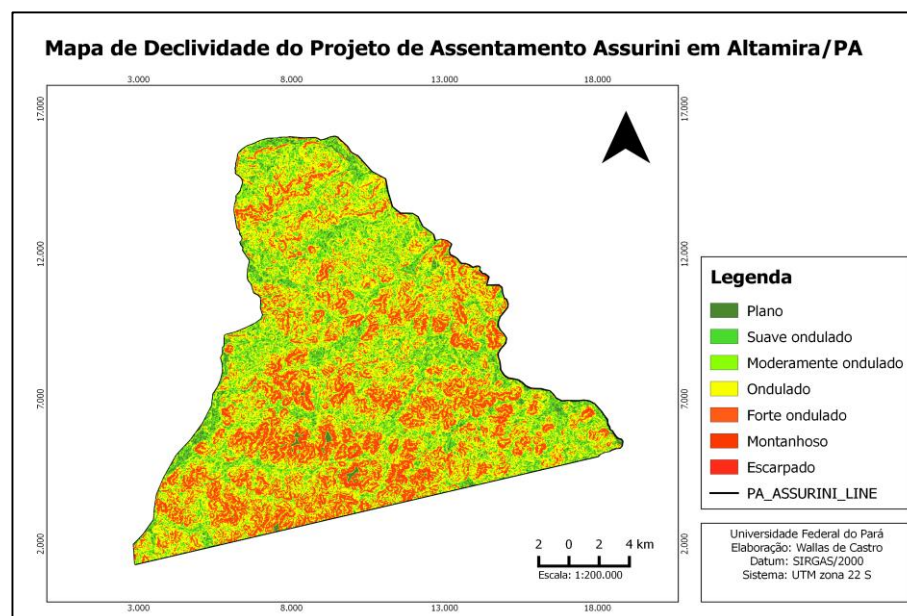 Mapa de Declividade do Projeto de Assentamento Assurini em Altamira/PA
3.000 8.000 13.000 18.000
17.000 17.000
12.000 12.000
7.000 7.000
2.000 2.000
Legenda
Plano
Suave ondulado
Moderamente ondulado
Ondulado
Forte ondulado
Montanhoso
Escarpado
PA_ASSURINI_LINE
2 0 2 4 km
Escala: 1:200.000
Universidade Federal do Pará
Elaboração: Wallas de Castro
Datum: SIRGAS/2000
Sistema: UTM zona 22 S
3.000 8.000 13.000 18.000